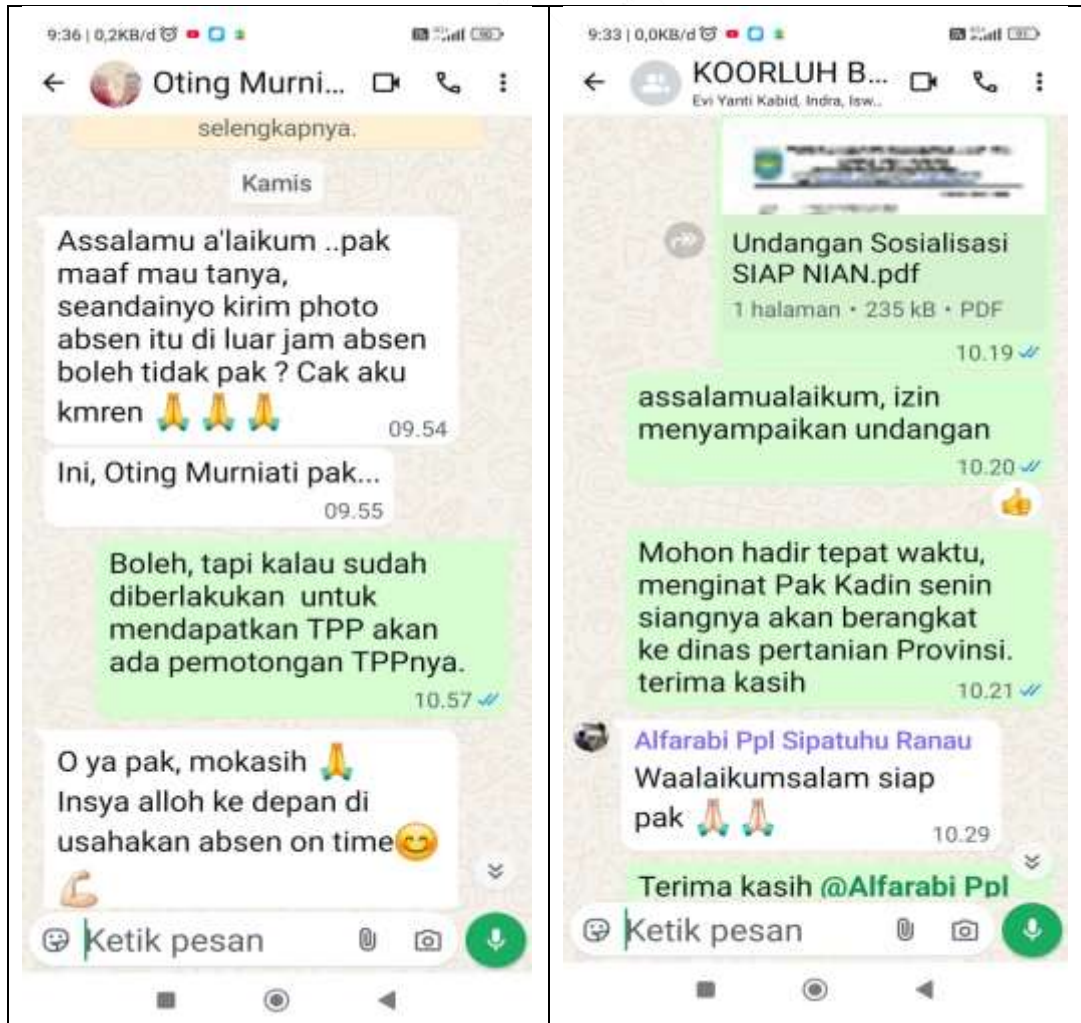 9:36 | 0,2KB/d
Oting Murni...
selengkapnya.
Kamis
Assalamu a'laikum ..pak
maaf mau tanya,
seandainyo kirim photo
absen itu di luar jam absen
boleh tidak pak ? Cak aku
kmren 🙏 🙏 🙏
09.54
Ini, Oting Murniati pak...
09.55
Boleh, tapi kalau sudah
diberlakukan untuk
mendapatkan TPP akan
ada pemotongan TPPnya.
10.57
O ya pak, mokasih 🙏
Insya alloh ke depan di
usahakan absen on time😊
💪
Ketik pesan
9:33 | 0,0KB/d
KOORLUH B...
Evi Yanti Kabid, Indra, Isw...
Undangan Sosialisasi
SIAP NIAN.pdf
1 halaman • 235 kB • PDF
10.19
assalamualaikum, izin
menyampaikan undangan
10.20
👍
Mohon hadir tepat waktu,
menginat Pak Kadin senin
siangnya akan berangkat
ke dinas pertanian Provinsi.
terima kasih
10.21
Alfarabi Ppl Sipatuhu Ranau
Waalaikumsalam siap
pak 🙏 🙏
10.29
Terima kasih @Alfarabi Ppl
Ketik pesan